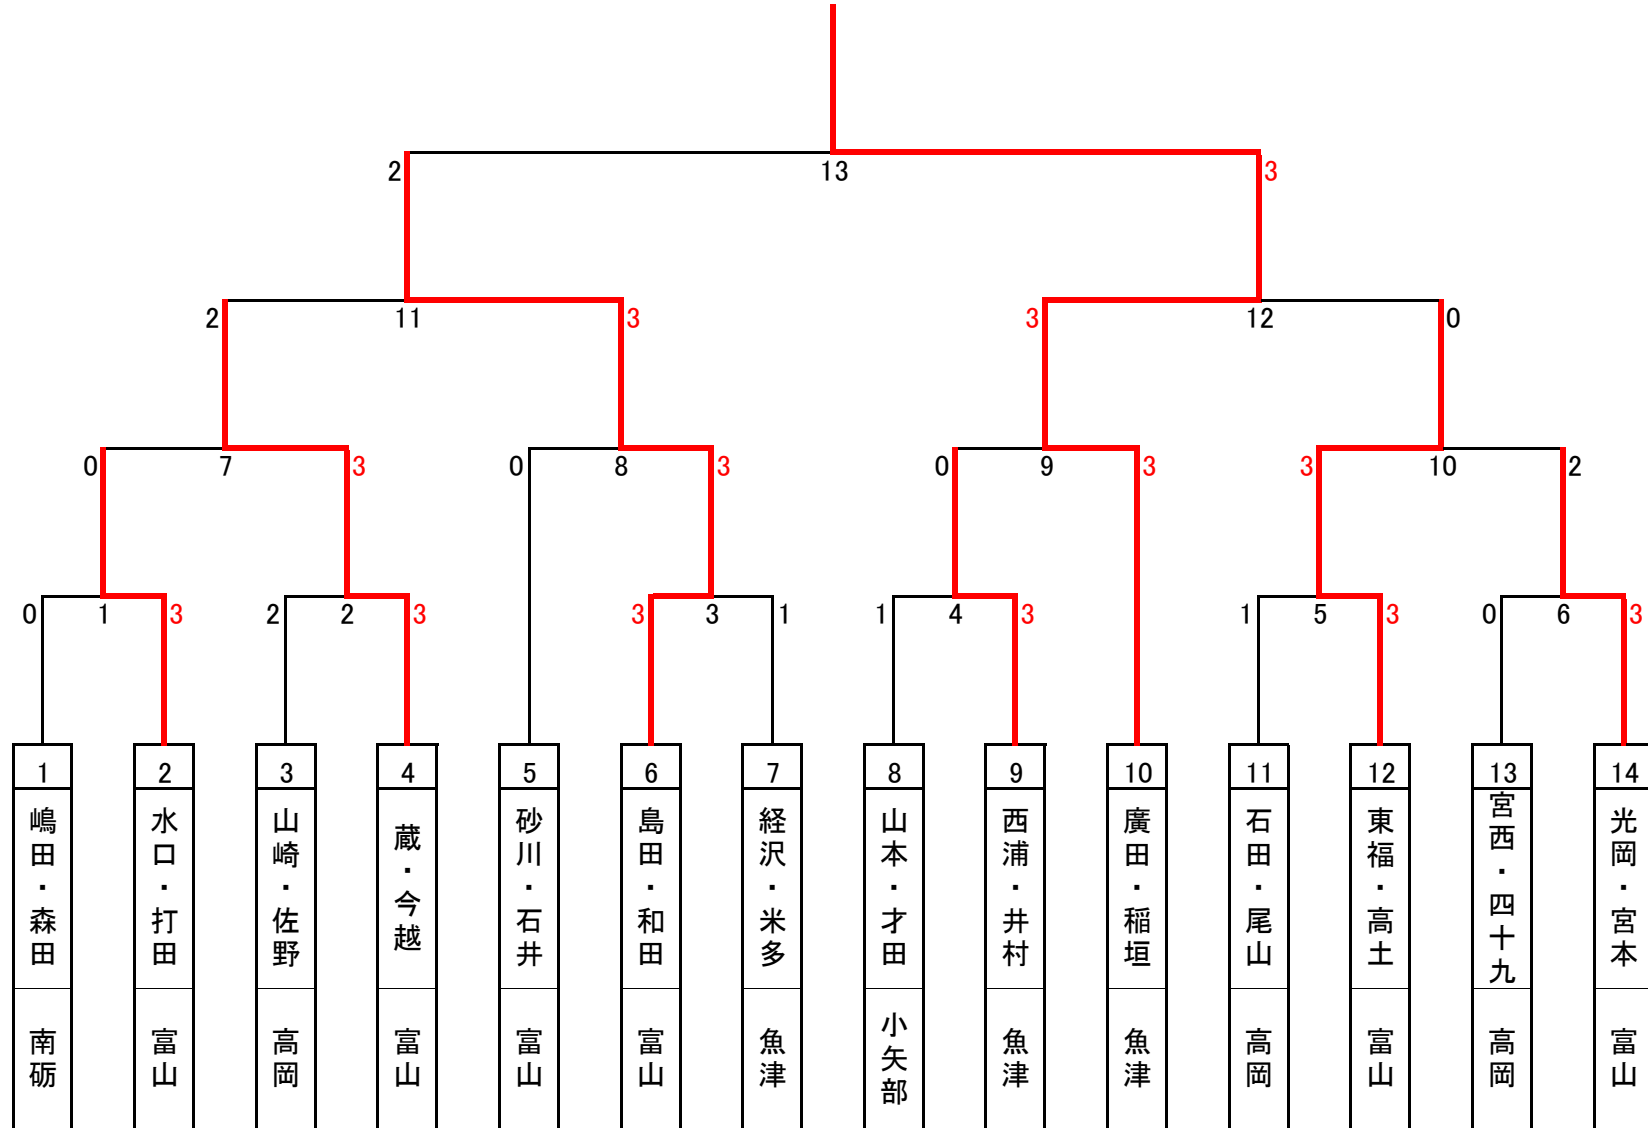 2 13 3
2 11 3 3 12 0
0 7 3 0 8 3 0 9 3 3 10 2
0 1 3 2 2 3 3 3 1 1 4 3 1 5 3 0 6 3
1 2 3 4 5 6 7 8 9 10 11 12 13 14
嶋田・森田
水口・打田
山崎・佐野
蔵・今越
砂川・石井
島田・和田
経沢・米多
山本・才田
西浦・井村
廣田・稲垣
石田・尾山
東福・高土
宮西・四十九
光岡・宮本
南砺
富山
高岡
富山
富山
富山
魚津
小矢部
魚津
魚津
高岡
富山
高岡
富山